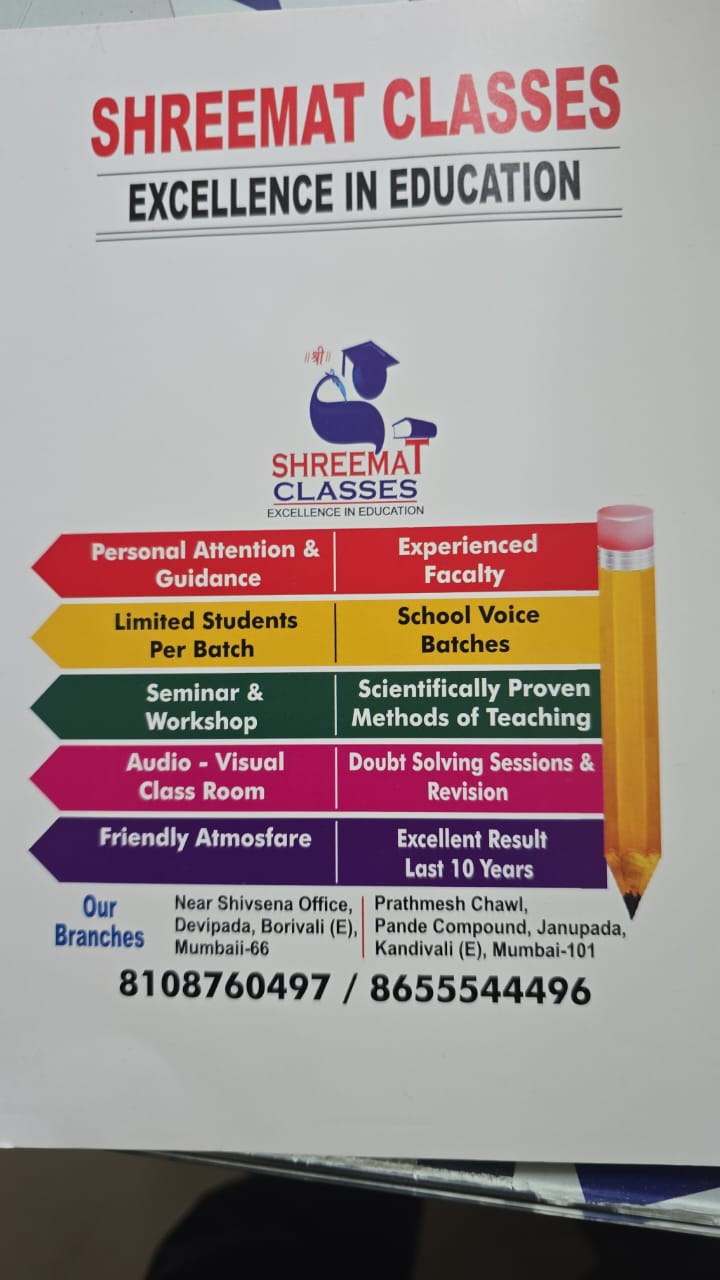 SHREEMAT CLASSES
EXCELLENCE IN EDUCATION
॥श्री॥
SHREEMAT
CLASSES
EXCELLENCE IN EDUCATION
Personal Attention &
Guidance
Experienced
Facalty
Limited Students
Per Batch
School Voice
Batches
Seminar &
Workshop
Scientifically Proven
Methods of Teaching
Audio - Visual
Class Room
Doubt Solving Sessions &
Revision
Friendly Atmosfare
Excellent Result
Last 10 Years
Our
Branches
Near Shivsena Office,
Devipada, Borivali (E),
Mumbaii-66
Prathmesh Chawl,
Pande Compound, Janupada,
Kandivali (E), Mumbai-101
8108760497 / 8655544496